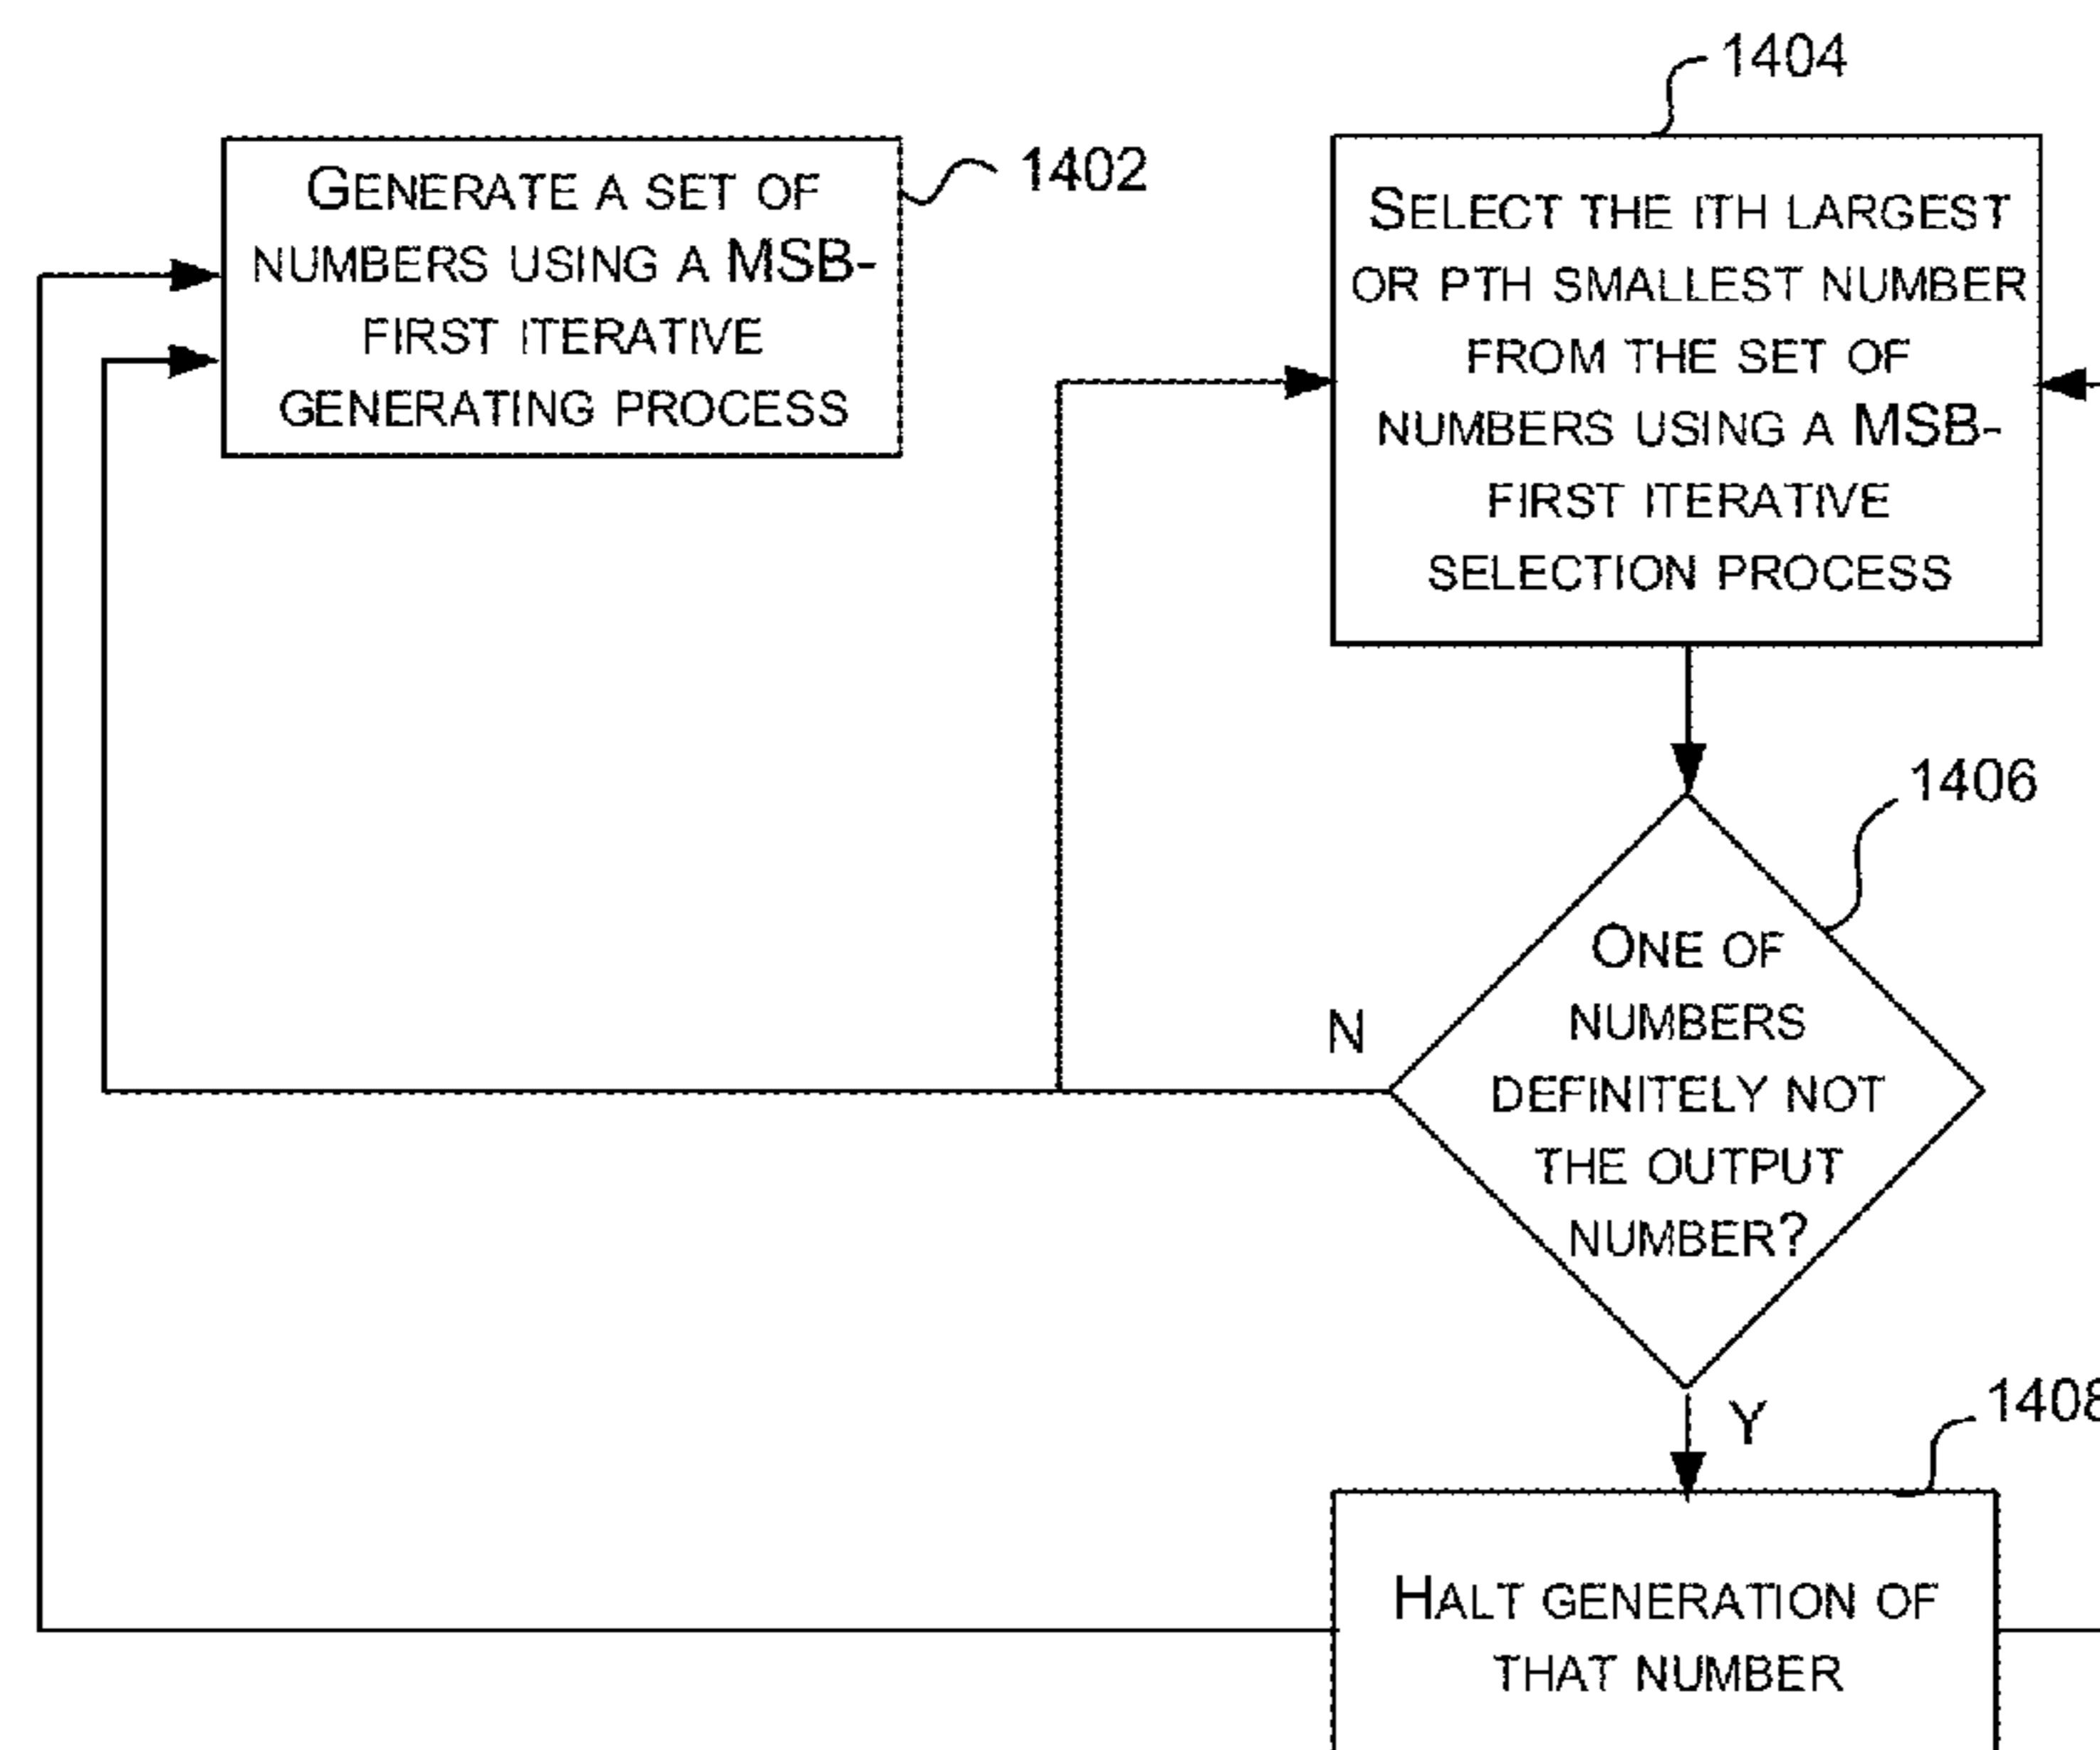 1404
1402
GENERATE A SET OF
NUMBERS USING A MSB-
FIRST ITERATIVE
GENERATING PROCESS
SELECT THE ITH LARGEST
OR PTH SMALLEST NUMBER
FROM THE SET OF
NUMBERS USING A MSB-
FIRST ITERATIVE
SELECTION PROCESS
1406
ONE OF
NUMBERS
DEFINITELY NOT
THE OUTPUT
NUMBER?
N
Y
1408
HALT GENERATION OF
THAT NUMBER